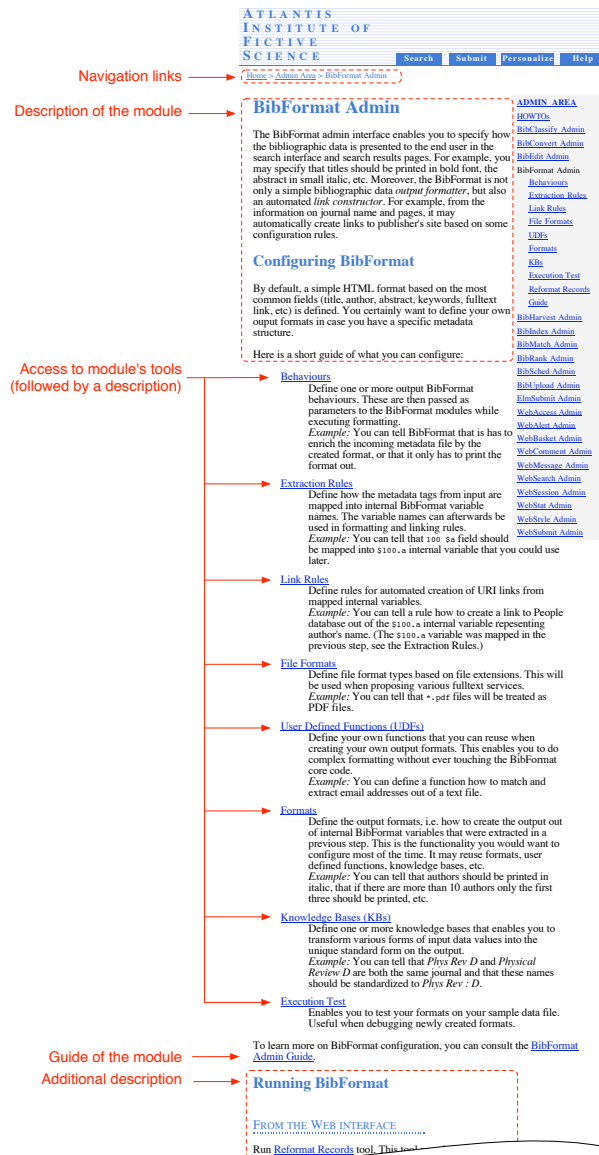 ATLANTIS
INSTITUTE OF
FICTIVE
SCIENCE
Search Submit Personalize Help
Navigation links
Home > Admin Area > BibFormat Admin
Description of the module
BibFormat Admin
The BibFormat admin interface enables you to specify how
the bibliographic data is presented to the end user in the
search interface and search results pages. For example, you
may specify that titles should be printed in bold font, the
abstract in small italic, etc. Moreover, the BibFormat is not
only a simple bibliographic data output formatter, but also
an automated link constructor. For example, from the
information on journal name and pages, it may
automatically create links to publisher's site based on some
configuration rules.
Configuring BibFormat
By default, a simple HTML format based on the most
common fields (title, author, abstract, keywords, fulltext
link, etc) is defined. You certainly want to define your own
ouput formats in case you have a specific metadata
structure.
Here is a short guide of what you can configure:
ADMIN AREA
HOWTOs
BibClassify Admin
BibConvert Admin
BibEdit Admin
BibFormat Admin
Behaviours
Extraction Rules
Link Rules
File Formats
UDFs
Formats
KBs
Execution Test
Reformat Records
Guide
BibHarvest Admin
BibIndex Admin
BibMatch Admin
BibRank Admin
BibSched Admin
BibUpload Admin
ElmSubmit Admin
WebAccess Admin
WebAlert Admin
WebBasket Admin
WebComment Admin
WebMessage Admin
WebSearch Admin
WebSession Admin
WebStat Admin
WebStyle Admin
WebSubmit Admin
Access to module's tools
(followed by a description)
Behaviours
Define one or more output BibFormat
behaviours. These are then passed as
parameters to the BibFormat modules while
executing formatting.
Example: You can tell BibFormat that is has to
enrich the incoming metadata file by the
created format, or that it only has to print the
format out.
Extraction Rules
Define how the metadata tags from input are
mapped into internal BibFormat variable
names. The variable names can afterwards be
used in formatting and linking rules.
Example: You can tell that 100 $a field should
be mapped into $100.a internal variable that you could use
later.
Link Rules
Define rules for automated creation of URI links from
mapped internal variables.
Example: You can tell a rule how to create a link to People
database out of the $100.a internal variable repesenting
author's name. (The $100.a variable was mapped in the
previous step, see the Extraction Rules.)
File Formats
Define file format types based on file extensions. This will
be used when proposing various fulltext services.
Example: You can tell that *.pdf files will be treated as
PDF files.
User Defined Functions (UDFs)
Define your own functions that you can reuse when
creating your own output formats. This enables you to do
complex formatting without ever touching the BibFormat
core code.
Example: You can define a function how to match and
extract email addresses out of a text file.
Formats
Define the output formats, i.e. how to create the output out
of internal BibFormat variables that were extracted in a
previous step. This is the functionality you would want to
configure most of the time. It may reuse formats, user
defined functions, knowledge bases, etc.
Example: You can tell that authors should be printed in
italic, that if there are more than 10 authors only the first
three should be printed, etc.
Knowledge Bases (KBs)
Define one or more knowledge bases that enables you to
transform various forms of input data values into the
unique standard form on the output.
Example: You can tell that Phys Rev D and Physical
Review D are both the same journal and that these names
should be standardized to Phys Rev : D.
Execution Test
Enables you to test your formats on your sample data file.
Useful when debugging newly created formats.
Guide of the module
To learn more on BibFormat configuration, you can consult the BibFormat
Admin Guide.
Additional description
Running BibFormat
FROM THE WEB INTERFACE
Run Reformat Records tool. This tool